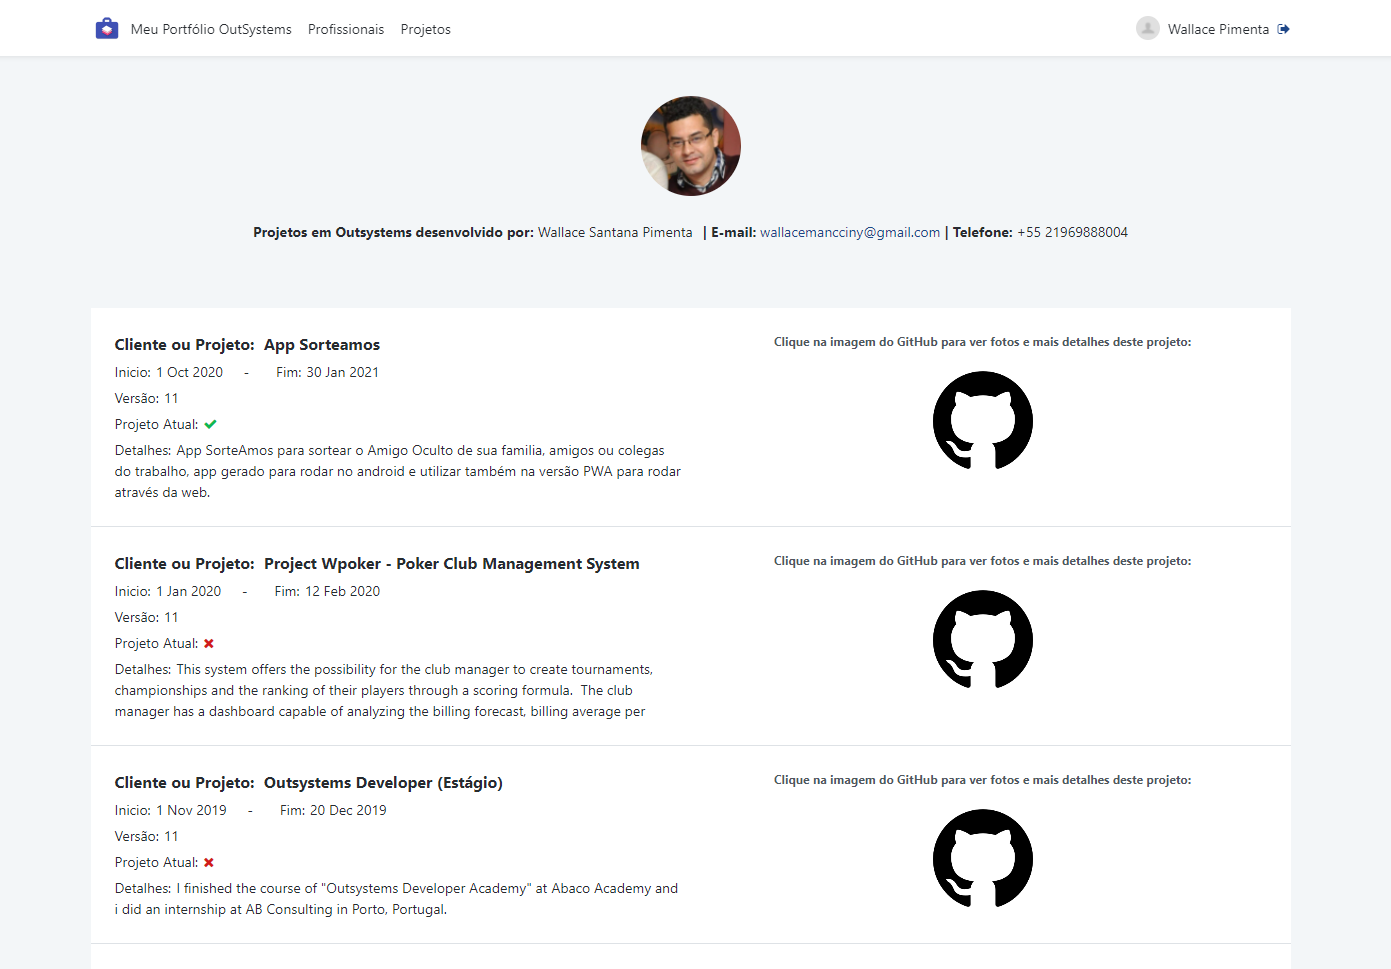 Meu Portfólio OutSystems Profissionais Projetos Wallace Pimenta
Projetos em Outsystems desenvolvido por: Wallace Santana Pimenta | E-mail: wallacemancciny@gmail.com | Telefone: +55 21969888004
Cliente ou Projeto: App Sorteamos
Inicio: 1 Oct 2020 - Fim: 30 Jan 2021
Versão: 11
Projeto Atual:
Detalhes: App SorteAmos para sortear o Amigo Oculto de sua familia, amigos ou colegas
do trabalho, app gerado para rodar no android e utilizar também na versão PWA para rodar
através da web.
Clique na imagem do GitHub para ver fotos e mais detalhes deste projeto:
Cliente ou Projeto: Project Wpoker - Poker Club Management System
Inicio: 1 Jan 2020 - Fim: 12 Feb 2020
Versão: 11
Projeto Atual:
Detalhes: This system offers the possibility for the club manager to create tournaments,
championships and the ranking of their players through a scoring formula. The club
manager has a dashboard capable of analyzing the billing forecast, billing average per
Clique na imagem do GitHub para ver fotos e mais detalhes deste projeto:
Cliente ou Projeto: Outsystems Developer (Estágio)
Inicio: 1 Nov 2019 - Fim: 20 Dec 2019
Versão: 11
Projeto Atual:
Detalhes: I finished the course of "Outsystems Developer Academy" at Abaco Academy and
i did an internship at AB Consulting in Porto, Portugal.
Clique na imagem do GitHub para ver fotos e mais detalhes deste projeto: